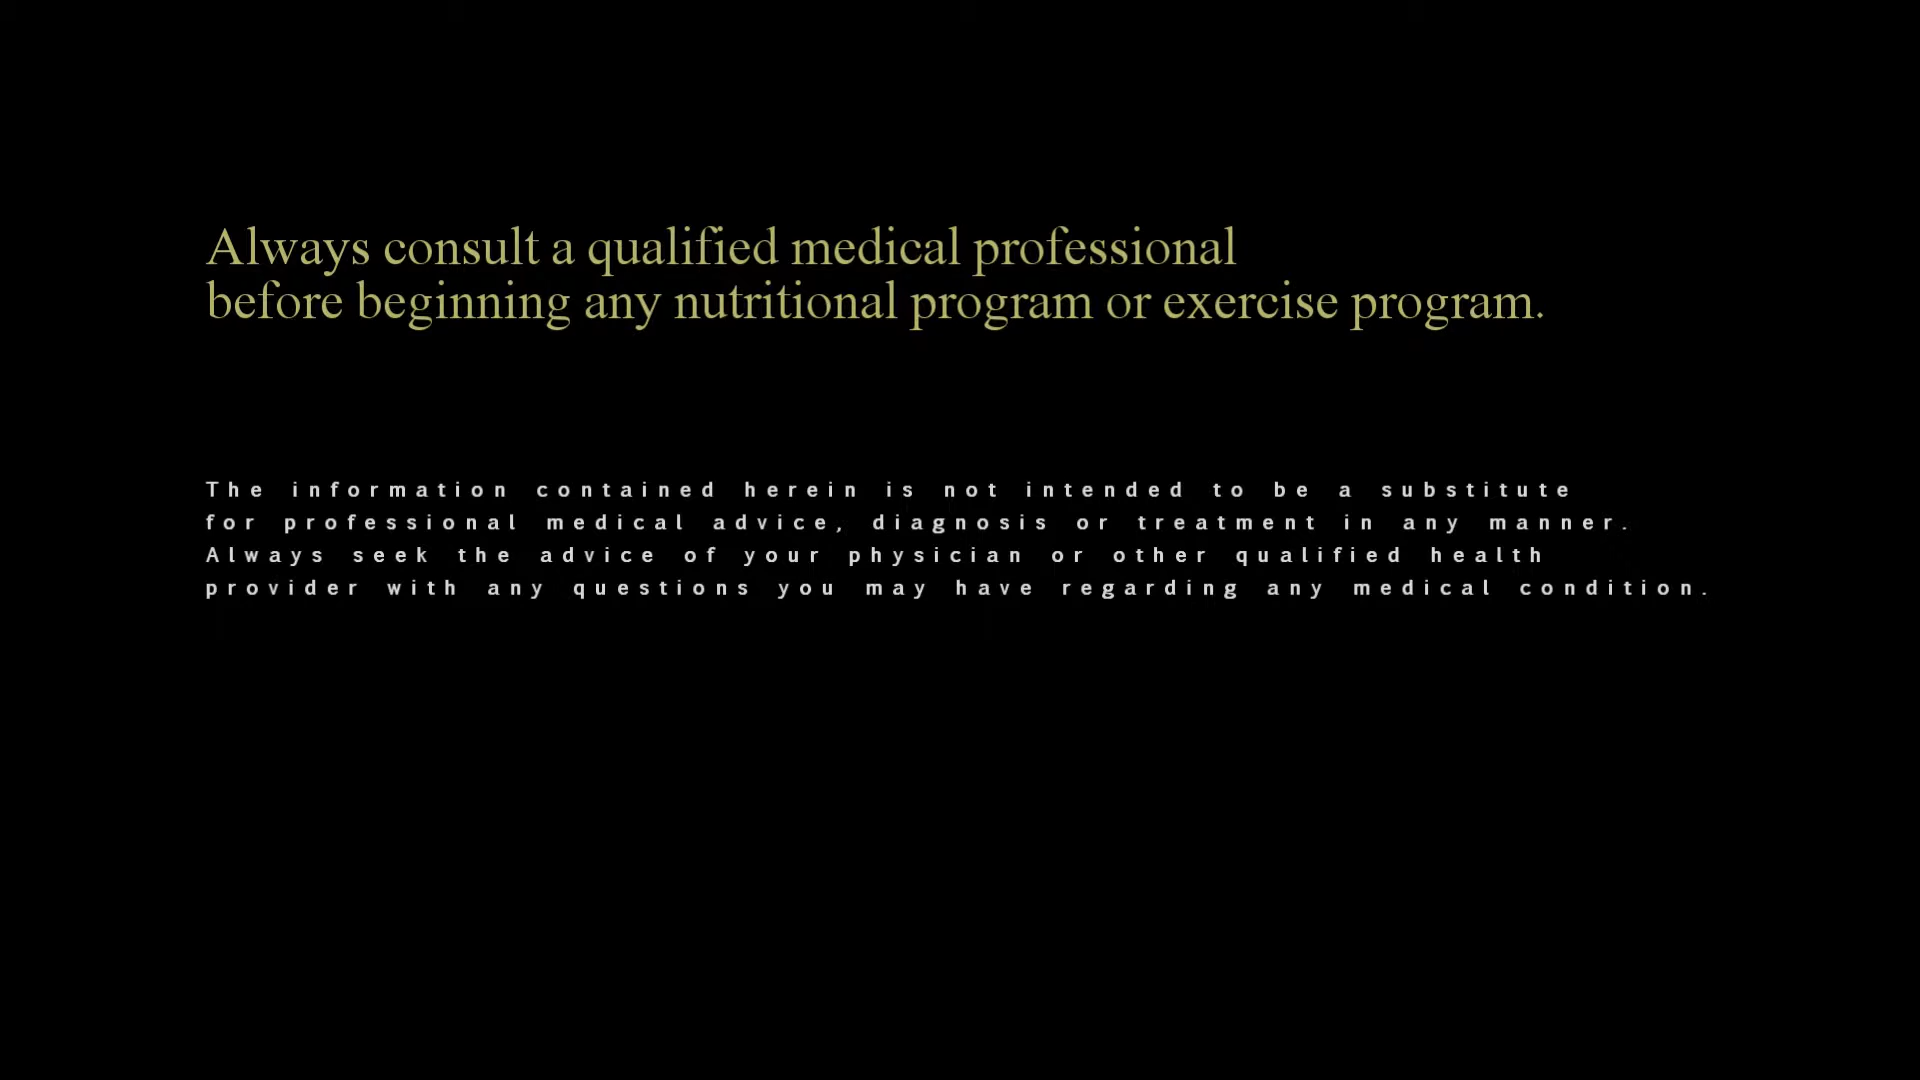 Always consult a qualified medical professional
before beginning any nutritional program or exercise program.
The information contained herein is not intended to be a substitute
for professional medical advice, diagnosis or treatment in any manner.
Always seek the advice of your physician or other qualified health
provider with any questions you may have regarding any medical condition.